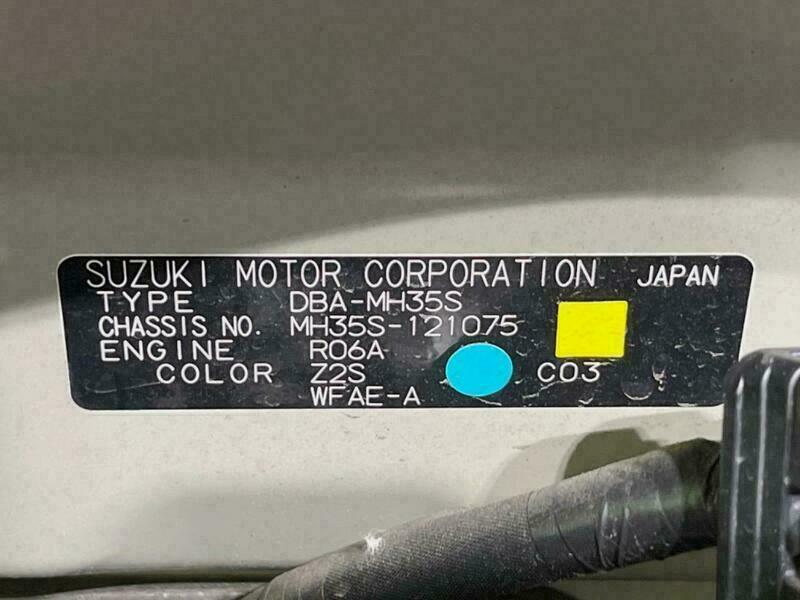 SUZUKI MOTOR CORPORATION JAPAN
TYPE DBA-MH35S
CHASSIS NO. MH35S-121075
ENGINE R06A
COLOR Z2S C03
WFAE-A